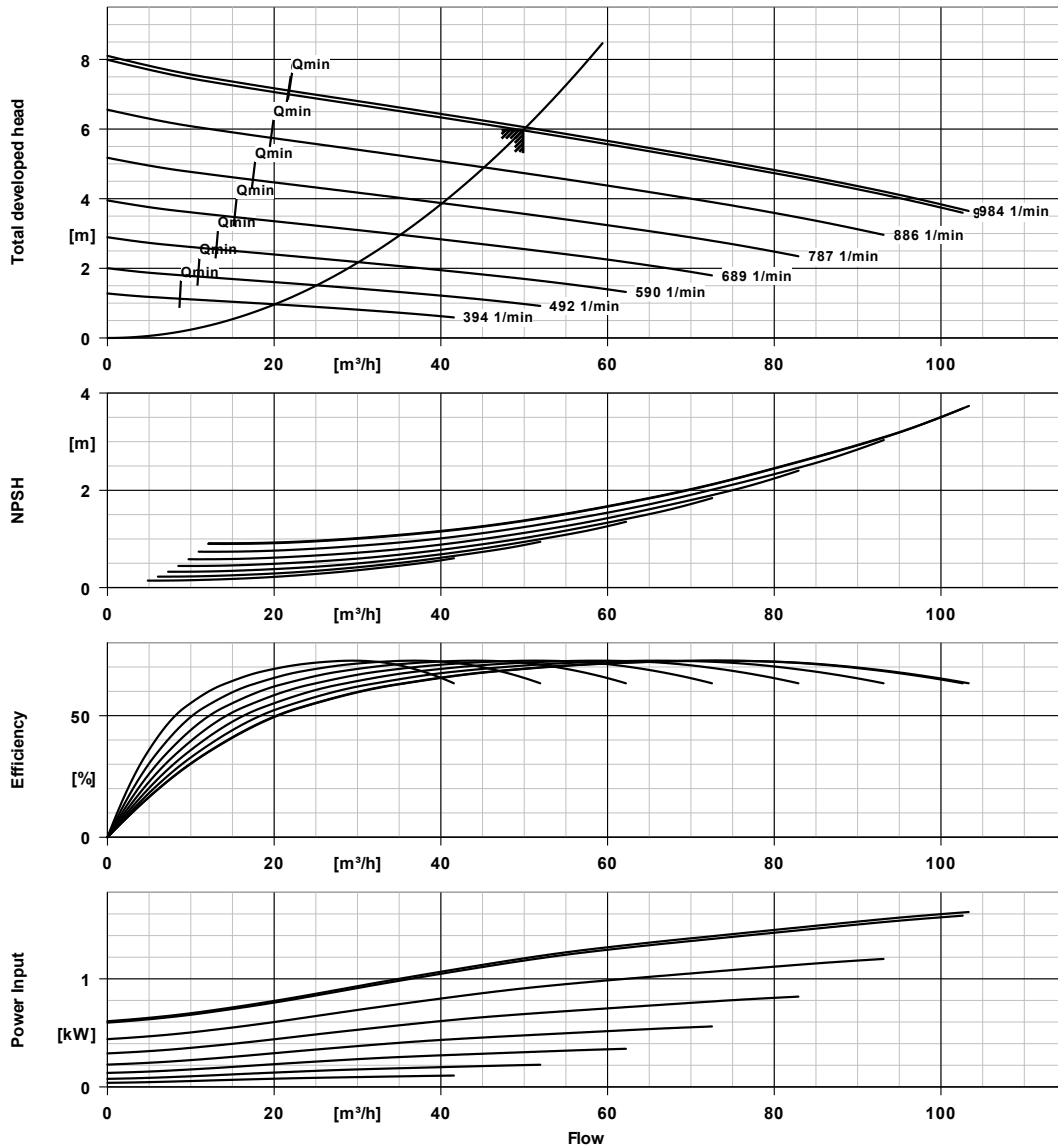 Total developed head
[m]
8
6
4
2
0
Qmin
Qmin
Qmin
Qmin
Qmin
Qmin
Qmin
984 1/min
886 1/min
787 1/min
689 1/min
590 1/min
492 1/min
394 1/min
0 20 [m³/h] 40 60 80 100
NPSH
[m]
4
2
0
0 20 [m³/h] 40 60 80 100
Efficiency
[%]
50
0
0 20 [m³/h] 40 60 80 100
Power Input
[kW]
1
0
0 20 [m³/h] 40 60 80 100
Flow